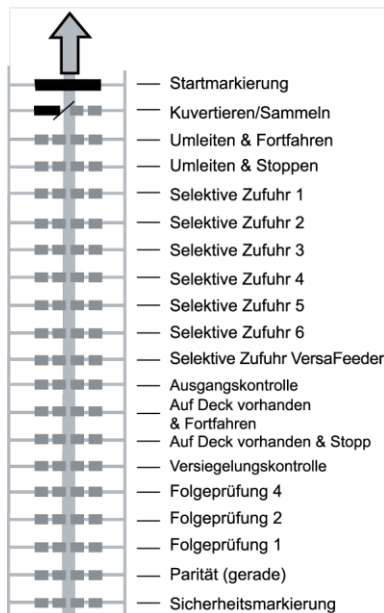 Startmarkierung
Kuvertieren/Sammeln
Umleiten & Fortfahren
Umleiten & Stoppen
Selektive Zufuhr 1
Selektive Zufuhr 2
Selektive Zufuhr 3
Selektive Zufuhr 4
Selektive Zufuhr 5
Selektive Zufuhr 6
Selektive Zufuhr VersaFeeder
Ausgangskontrolle
Auf Deck vorhanden
& Fortfahren
Auf Deck vorhanden & Stopp
Versiegelungskontrolle
Folgeprüfung 4
Folgeprüfung 2
Folgeprüfung 1
Parität (gerade)
Sicherheitsmarkierung